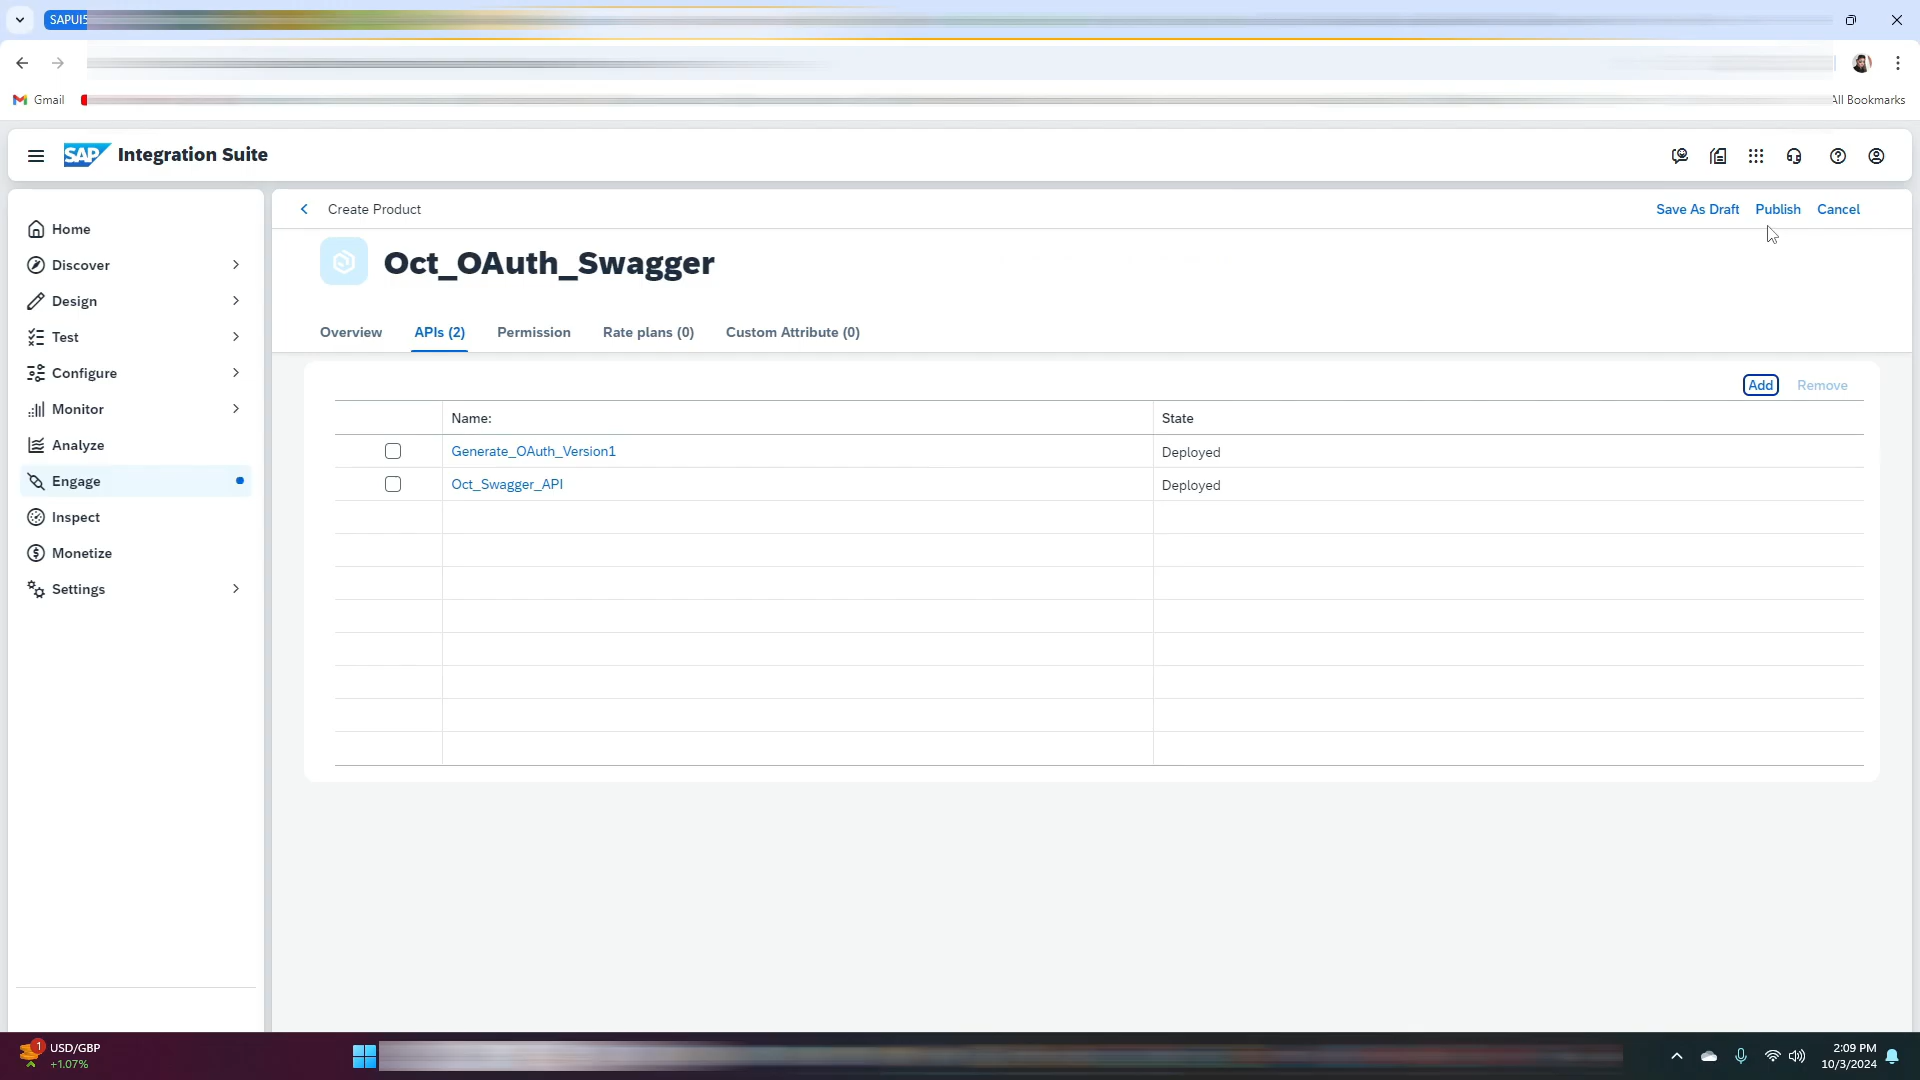 SAPUI5
Gmail
All Bookmarks
SAP Integration Suite
Home
Discover
Design
Test
Configure
Monitor
Analyze
Engage
Inspect
Monetize
Settings
Create Product
Save As Draft Publish Cancel
Oct_OAuth_Swagger
Overview APIs (2) Permission Rate plans (0) Custom Attribute (0)
Add Remove
Name: State
Generate_OAuth_Version1 Deployed
Oct_Swagger_API Deployed
1
USD/GBP
+1.07%
2:09 PM
10/3/2024